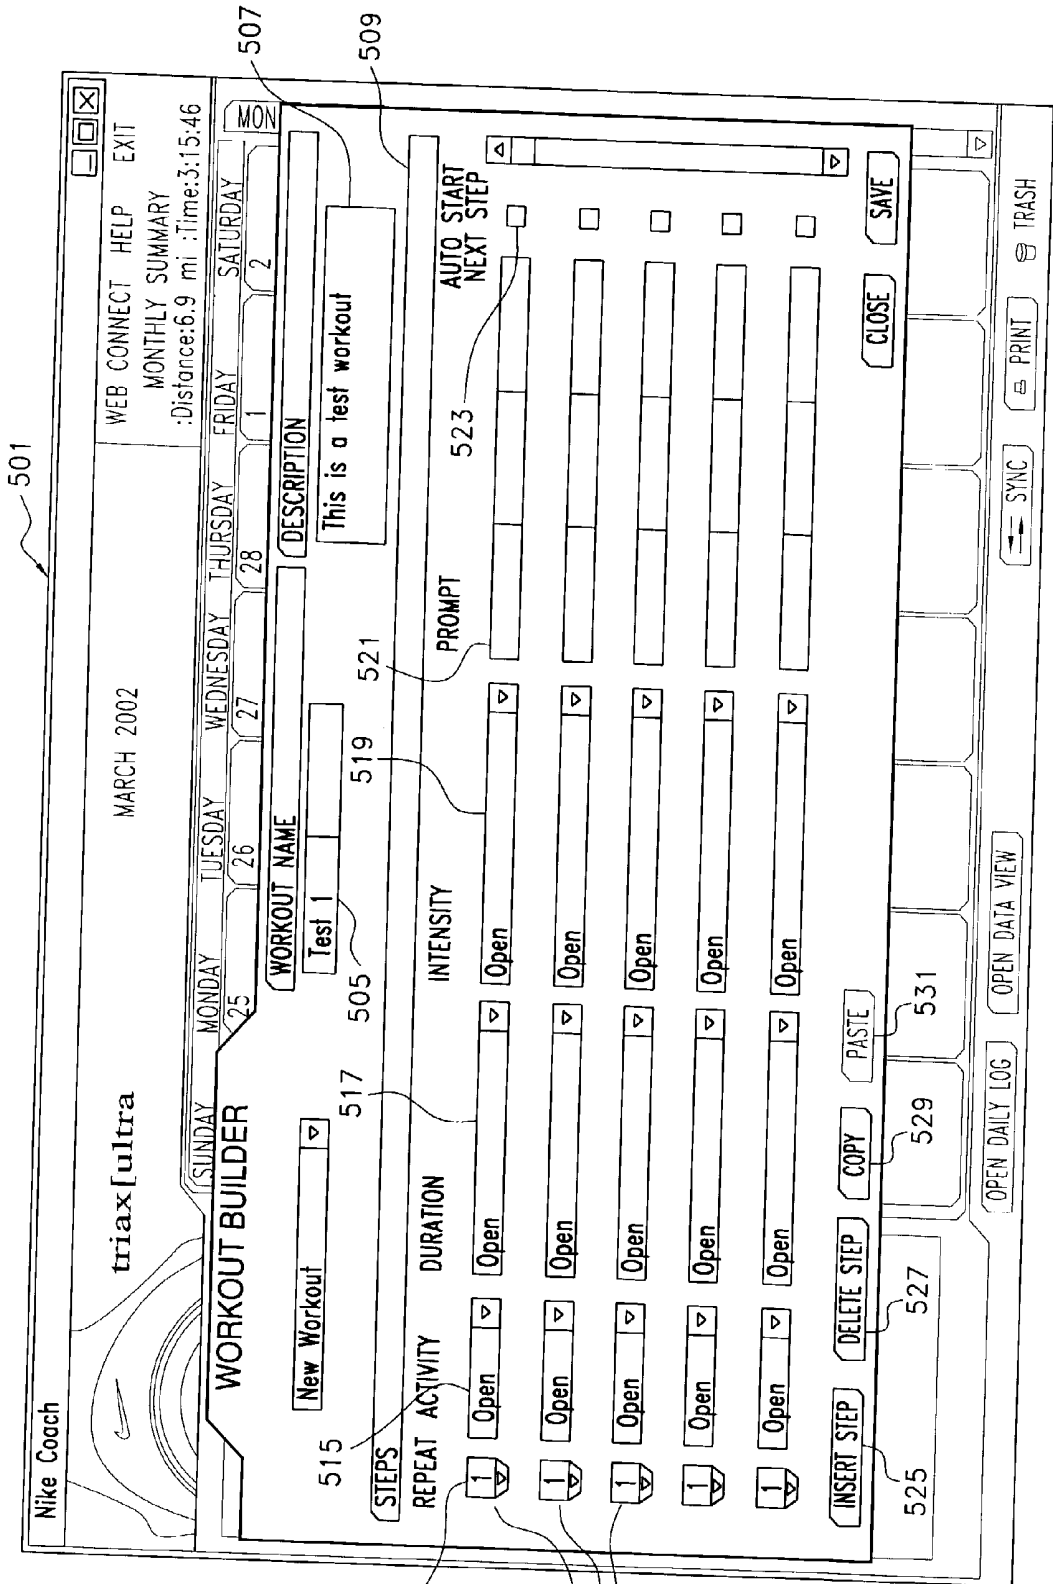 501
Nike Coach
WEB CONNECT HELP EXIT
triax[ultra
MARCH 2002
MONTHLY SUMMARY
:Distance:6.9 mi :Time:3:15:46
SUNDAY MONDAY TUESDAY WEDNESDAY THURSDAY FRIDAY SATURDAY
25 26 27 28 1 2 MON
WORKOUT BUILDER
507
WORKOUT NAME DESCRIPTION
New Workout Test 1 This is a test workout
505
509
STEPS
515 517 519 521 523
REPEAT ACTIVITY DURATION INTENSITY PROMPT AUTO START
NEXT STEP
1 Open Open Open
1 Open Open Open
1 Open Open Open
1 Open Open Open
1 Open Open Open
INSERT STEP DELETE STEP COPY PASTE CLOSE SAVE
525 527 529 531
OPEN DAILY LOG OPEN DATA VIEW SYNC PRINT TRASH